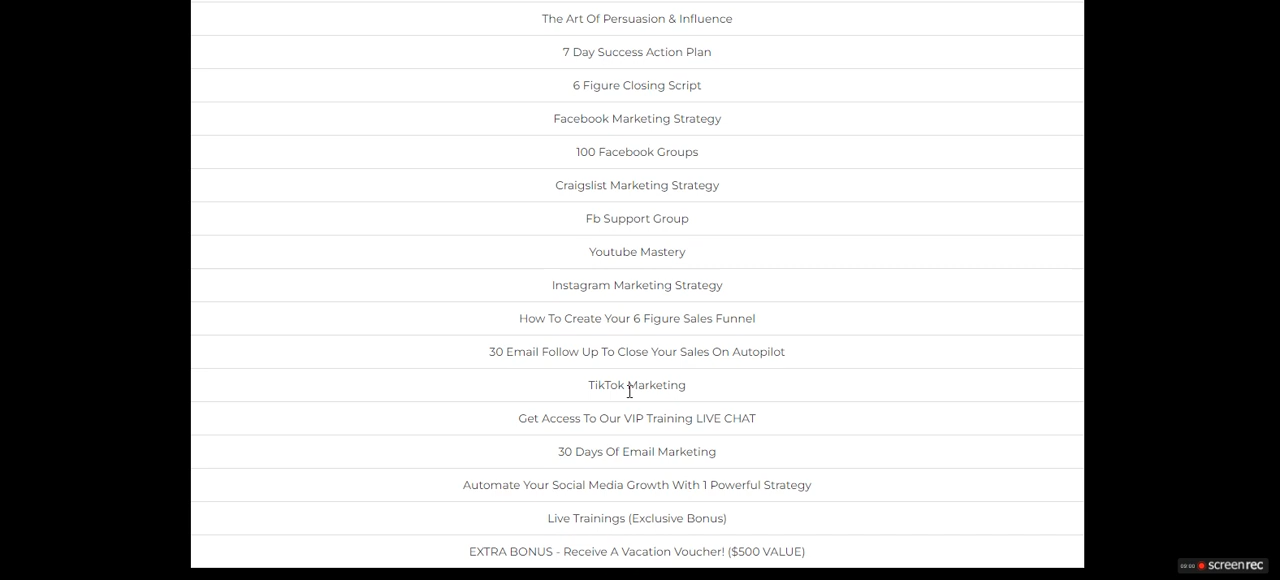 The Art Of Persuasion & Influence
7 Day Success Action Plan
6 Figure Closing Script
Facebook Marketing Strategy
100 Facebook Groups
Craigslist Marketing Strategy
Fb Support Group
Youtube Mastery
Instagram Marketing Strategy
How To Create Your 6 Figure Sales Funnel
30 Email Follow Up To Close Your Sales On Autopilot
TikTok Marketing
Get Access To Our VIP Training LIVE CHAT
30 Days Of Email Marketing
Automate Your Social Media Growth With 1 Powerful Strategy
Live Trainings (Exclusive Bonus)
EXTRA BONUS - Receive A Vacation Voucher! ($500 VALUE)
screenrec